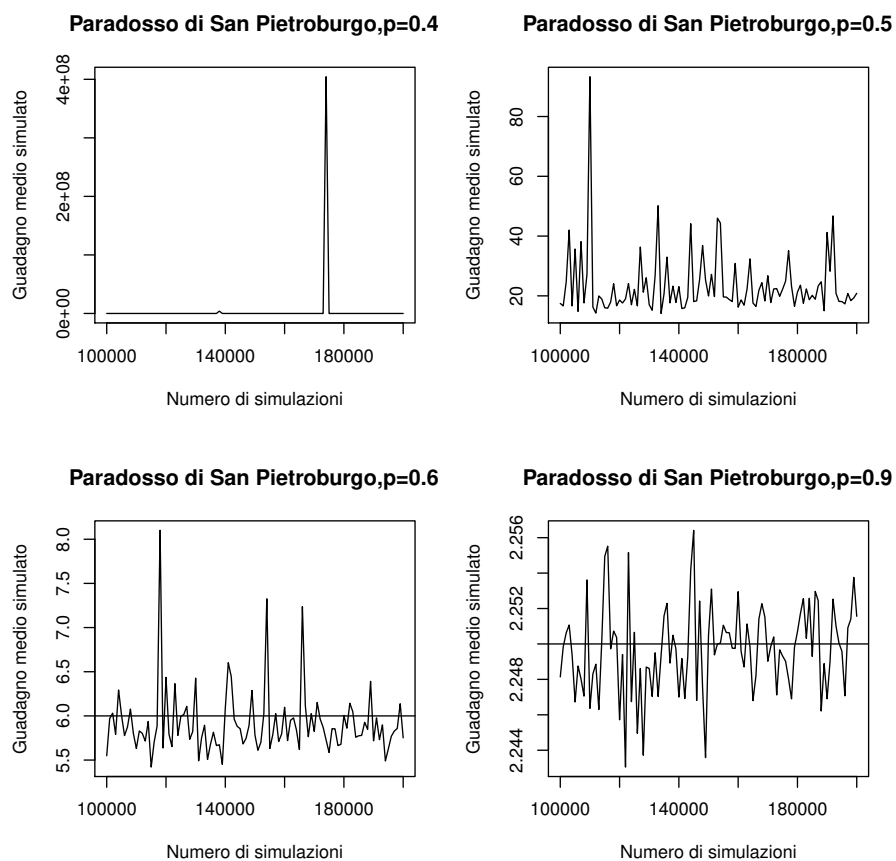 Paradosso di San Pietroburgo,p=0.4
Guadagno medio simulato
4e+08
2e+08
0e+00
100000 140000 180000
Numero di simulazioni
Paradosso di San Pietroburgo,p=0.5
Guadagno medio simulato
80
60
40
20
100000 140000 180000
Numero di simulazioni
Paradosso di San Pietroburgo,p=0.6
Guadagno medio simulato
8.0
7.5
7.0
6.5
6.0
5.5
100000 140000 180000
Numero di simulazioni
Paradosso di San Pietroburgo,p=0.9
Guadagno medio simulato
2.256
2.252
2.248
2.244
100000 140000 180000
Numero di simulazioni